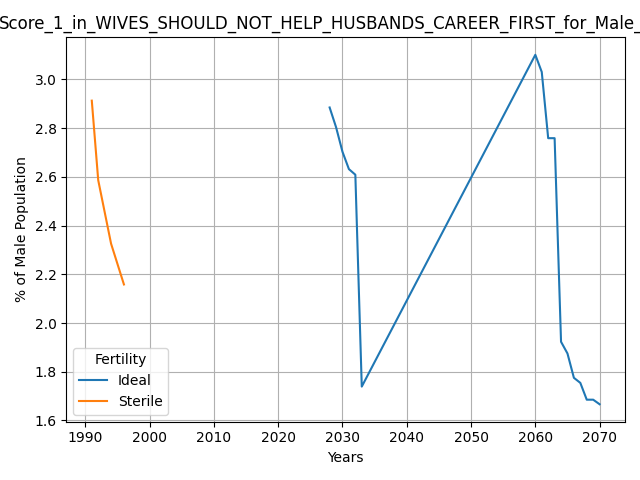 Score_1_in_WIVES_SHOULD_NOT_HELP_HUSBANDS_CAREER_FIRST_for_Male_
% of Male Population
3.0
2.8
2.6
2.4
2.2
2.0
1.8
1.6
Fertility
Ideal
Sterile
1990 2000 2010 2020 2030 2040 2050 2060 2070
Years